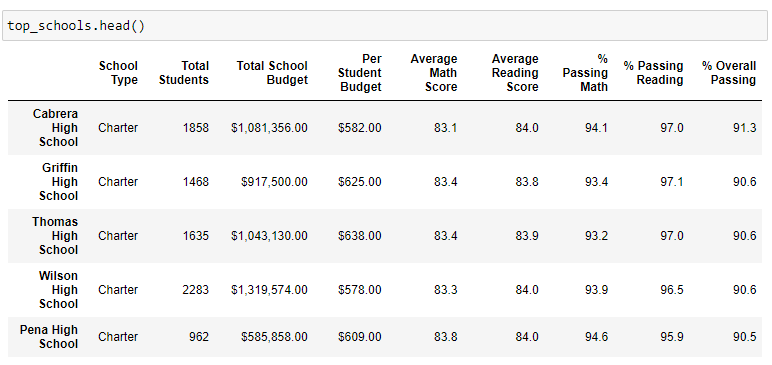 top_schools.head()
School Type Total Students Total School Budget Per Student Budget Average Math Score Average Reading Score % Passing Math % Passing Reading % Overall Passing
Cabrera High School Charter 1858 $1,081,356.00 $582.00 83.1 84.0 94.1 97.0 91.3
Griffin High School Charter 1468 $917,500.00 $625.00 83.4 83.8 93.4 97.1 90.6
Thomas High School Charter 1635 $1,043,130.00 $638.00 83.4 83.9 93.2 97.0 90.6
Wilson High School Charter 2283 $1,319,574.00 $578.00 83.3 84.0 93.9 96.5 90.6
Pena High School Charter 962 $585,858.00 $609.00 83.8 84.0 94.6 95.9 90.5